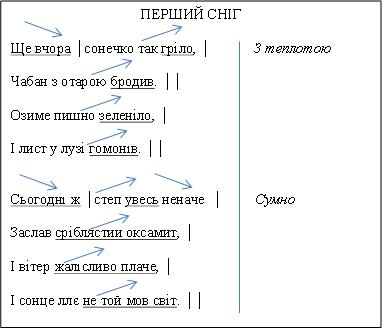 ПЕРШИЙ СНІГ
Ще вчора | сонечко так гріло, |
З теплотою
Чабан з отарою бродив. | |
Озиме пишно зеленіло, |
І лист у лузі гомонів. | |
Сьогодні ж | степ увесь неначе |
Сумно
Заслав сріблястии оксамит, |
І вітер жалісливо плаче, |
І сонце ллє не той мов світ. | |